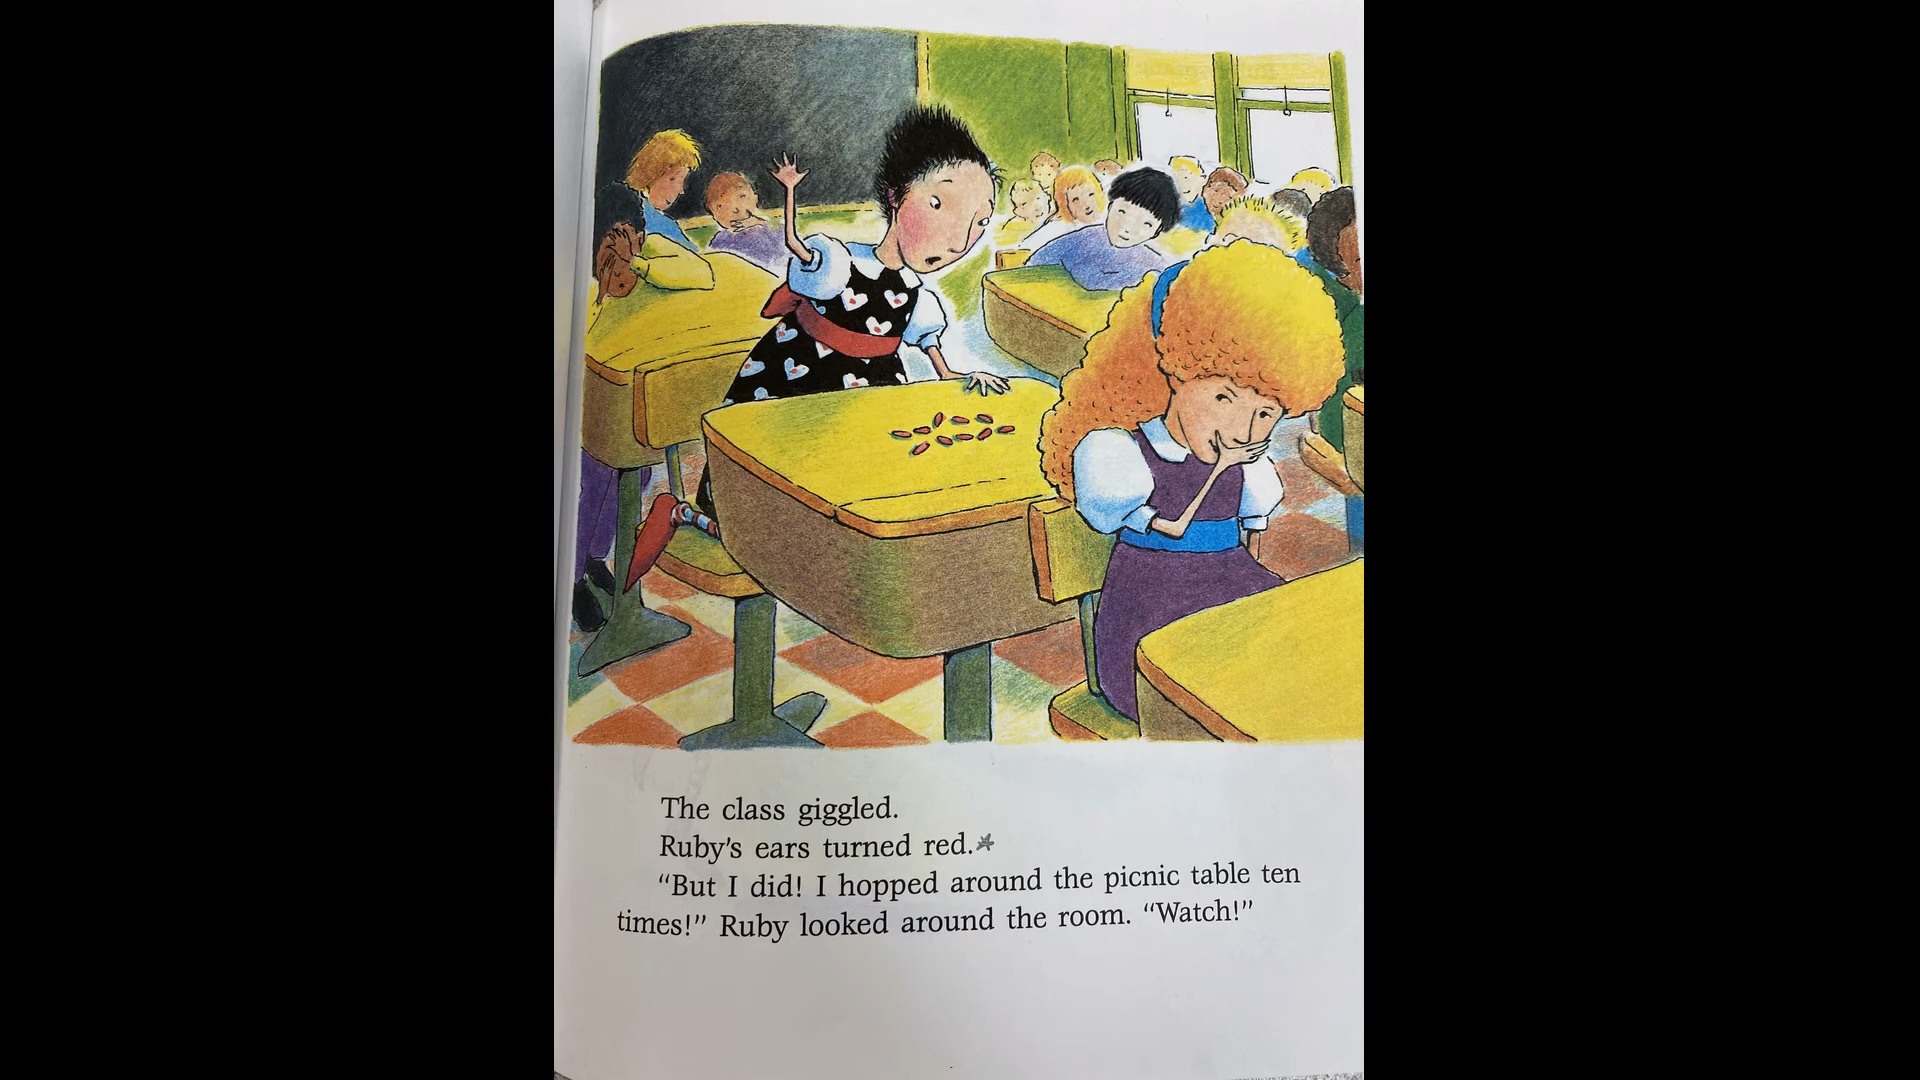 The class giggled.
Ruby's ears turned red.
“But I did! I hopped around the picnic table ten
times!” Ruby looked around the room. “Watch!”